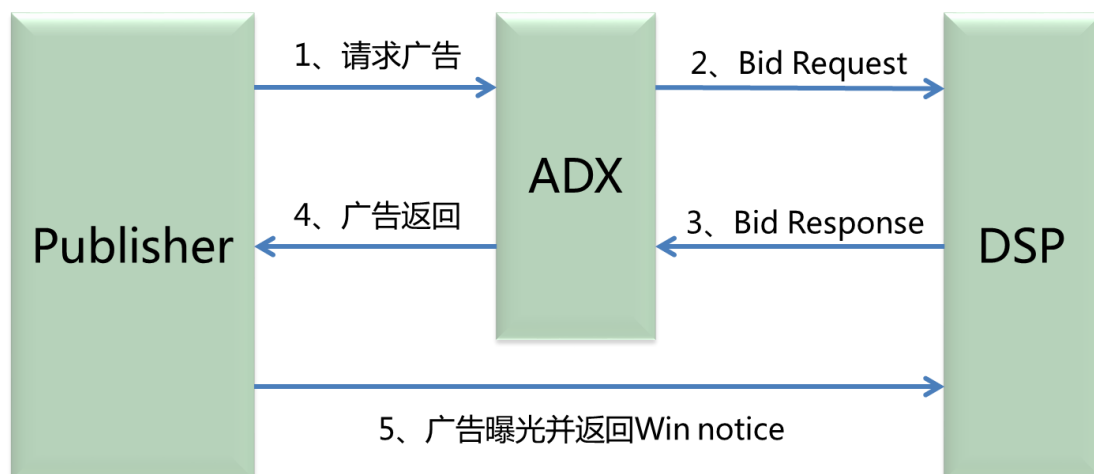 1、请求广告
2、Bid Request
ADX
4、广告返回
3、Bid Response
Publisher
DSP
5、广告曝光并返回Win notice